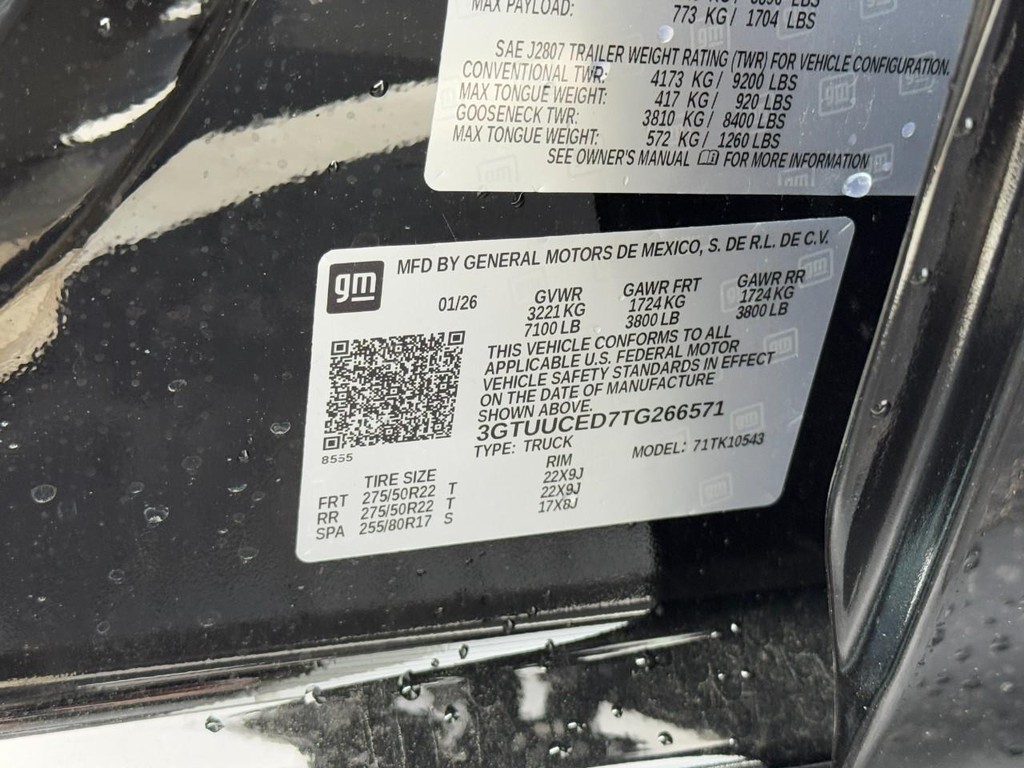 MAX PAYLOAD: 773 KG/ 1704 LBS
SAE J2807 TRAILER WEIGHT RATING (TWR) FOR VEHICLE CONFIGURATION.
CONVENTIONAL TWR: 4173 KG/ 9200 LBS
MAX TONGUE WEIGHT: 417 KG/ 920 LBS
GOOSENECK TWR: 3810 KG/ 8400 LBS
MAX TONGUE WEIGHT: 572 KG/ 1260 LBS
SEE OWNER'S MANUAL FOR MORE INFORMATION
gm MFD BY GENERAL MOTORS DE MEXICO, S. DE R.L. DE C.V.
01/26 GVWR GAWR FRT GAWR RR
3221 KG 1724 KG 1724 KG
7100 LB 3800 LB 3800 LB
THIS VEHICLE CONFORMS TO ALL
APPLICABLE U.S. FEDERAL MOTOR
VEHICLE SAFETY STANDARDS IN EFFECT
ON THE DATE OF MANUFACTURE
SHOWN ABOVE.
3GTUUCED7TG266571
8555 TYPE: TRUCK MODEL: 71TK10543
TIRE SIZE RIM
FRT 275/50R22 T 22X9J
RR 275/50R22 T 22X9J
SPA 255/80R17 S 17X8J